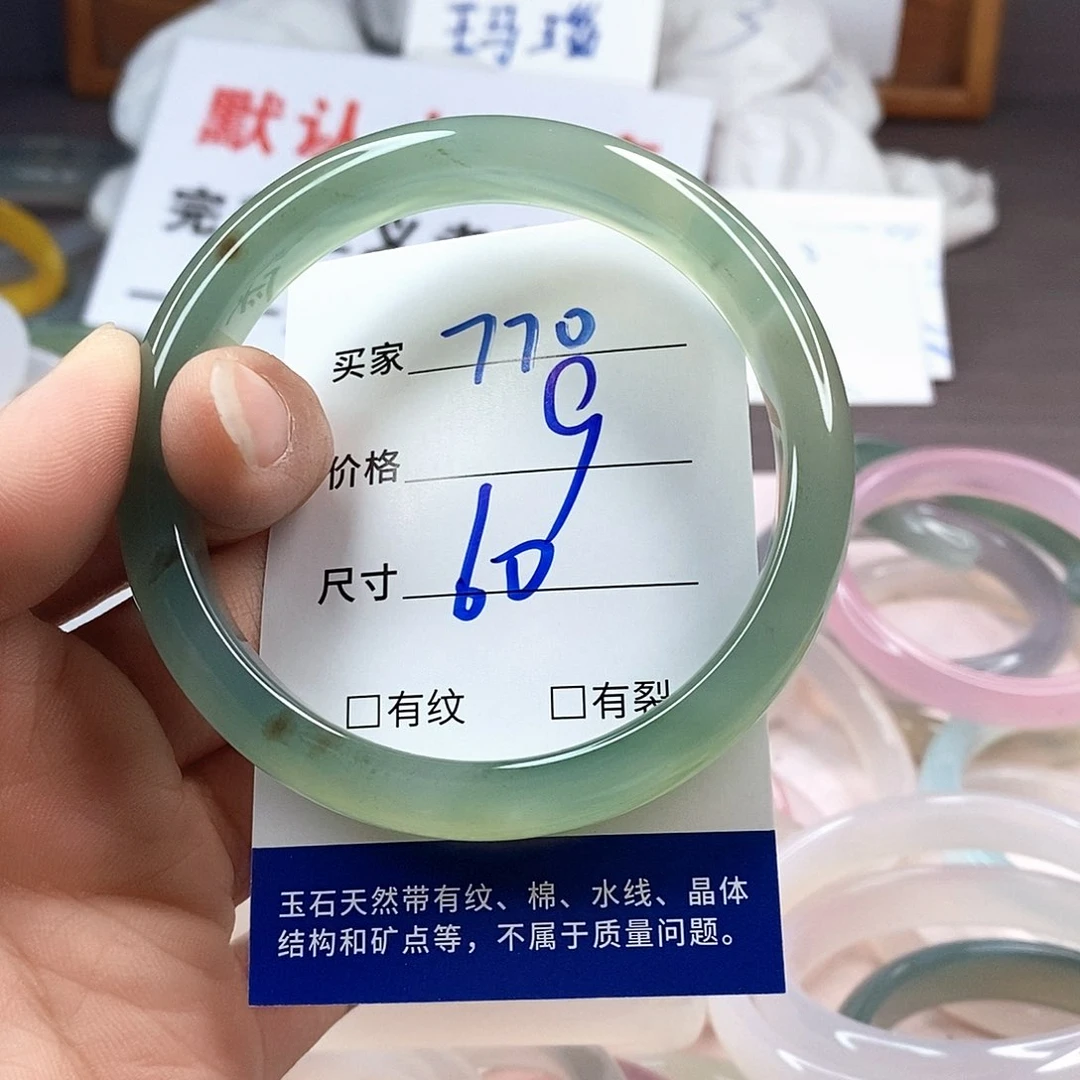 玛瑙
默认
完
义
买家 770
9
价格
尺寸 60
□有纹 □有裂
玉石天然带有纹、棉、水线、晶体
结构和矿点等，不属于质量问题。